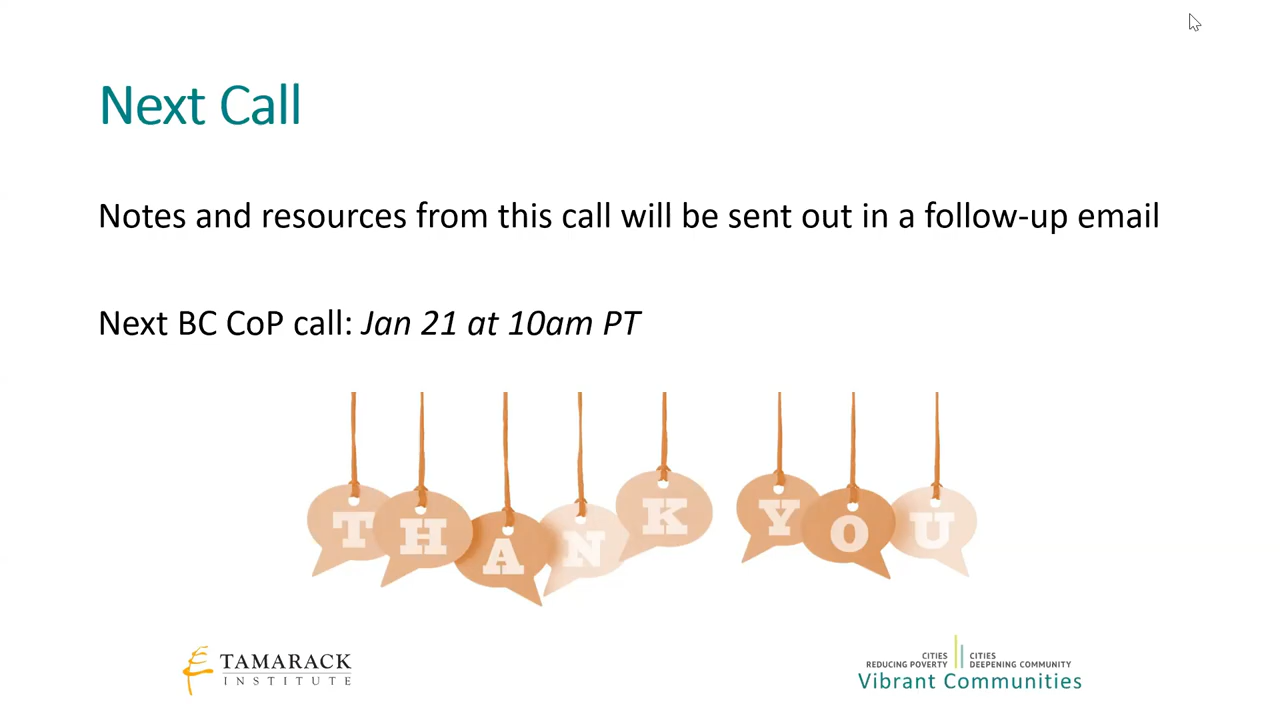 Next Call
Notes and resources from this call will be sent out in a follow-up email
Next BC CoP call: Jan 21 at 10am PT
THANK YOU
TAMARACK
INSTITUTE
CITIES
REDUCING POVERTY
CITIES
DEEPENING COMMUNITY
Vibrant Communities